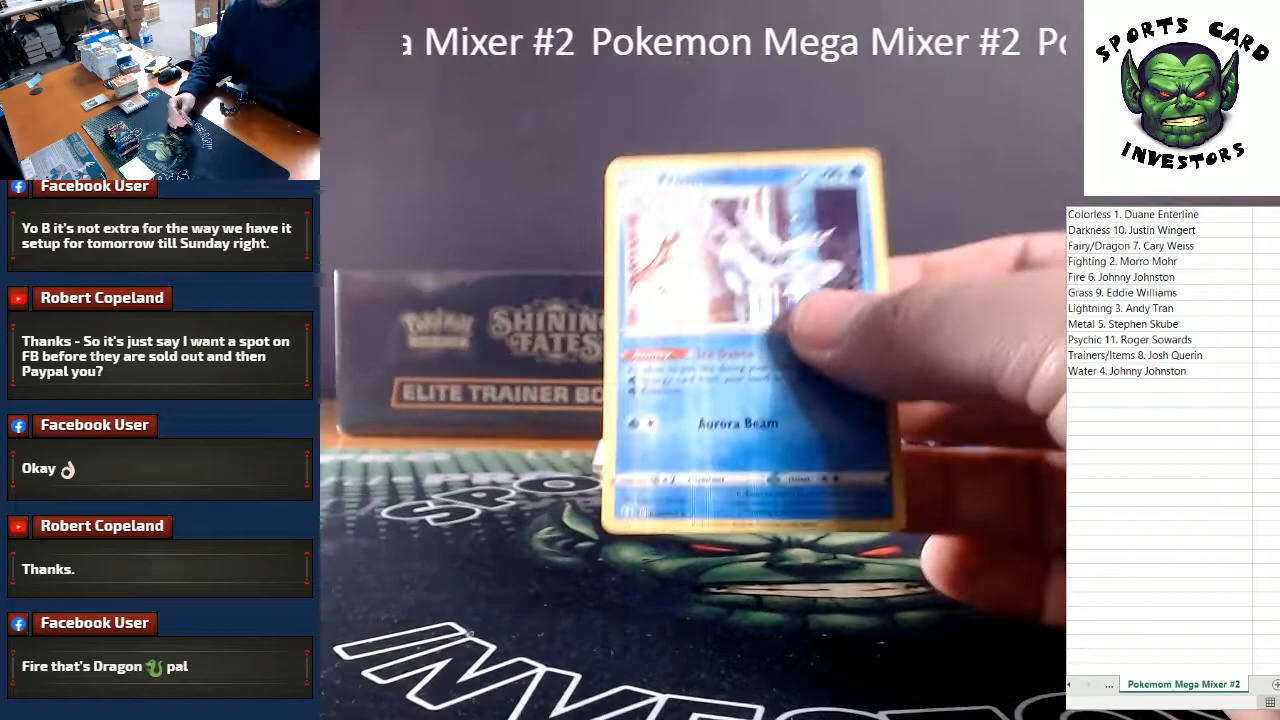 a Mixer #2 Pokemon Mega Mixer #2 Po
SPORTS CARD
INVESTORS
Facebook User
Yo B it's not extra for the way we have it
setup for tomorrow till Sunday right.
Robert Copeland
Thanks - So it's just say I want a spot on
FB before they are sold out and then
Paypal you?
Facebook User
Okay 👌🏻
Robert Copeland
Thanks.
Facebook User
Fire that's Dragon 🐉 pal
Colorless 1. Duane Enterline
Darkness 10. Justin Wingert
Fairy/Dragon 7. Cary Weiss
Fighting 2. Morro Mohr
Fire 6. Johnny Johnston
Grass 9. Eddie Williams
Lightning 3. Andy Tran
Metal 5. Stephen Skube
Psychic 11. Roger Sowards
Trainers/Items 8. Josh Querin
Water 4. Johnny Johnston
... Pokemom Mega Mixer #2
Pokémon
SHINING
FATES
ELITE TRAINER BO
Ability Ice Dance
Aurora Beam
SPO
INVES